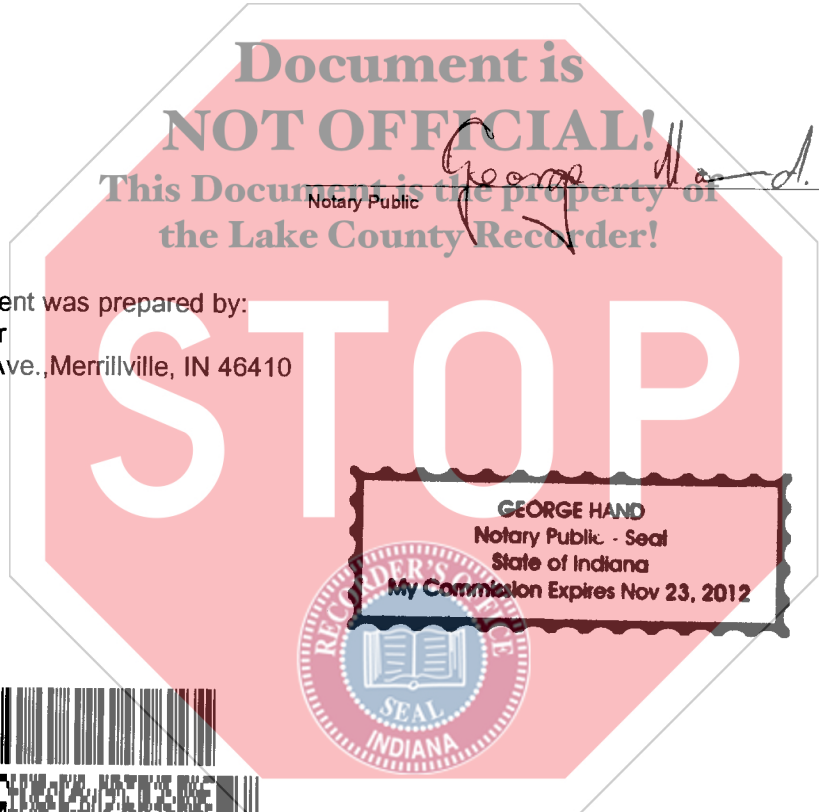 Document is
NOT OFFICIAL!
George Hand.
This Document is the property of
Notary Public
the Lake County Recorder!
ent was prepared by:
r
ve.,Merrillville, IN 46410
STOP
GEORGE HAND
Notary Public - Seal
State of Indiana
My Commission Expires Nov 23, 2012
RECORDER'S OFFICE
SEAL
INDIANA